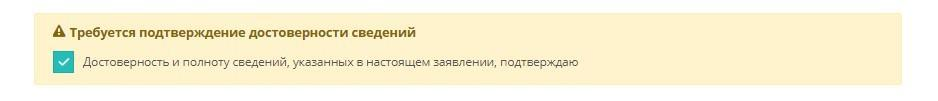 Требуется подтверждение достоверности сведений
Достоверность и полноту сведений, указанных в настоящем заявлении, подтверждаю